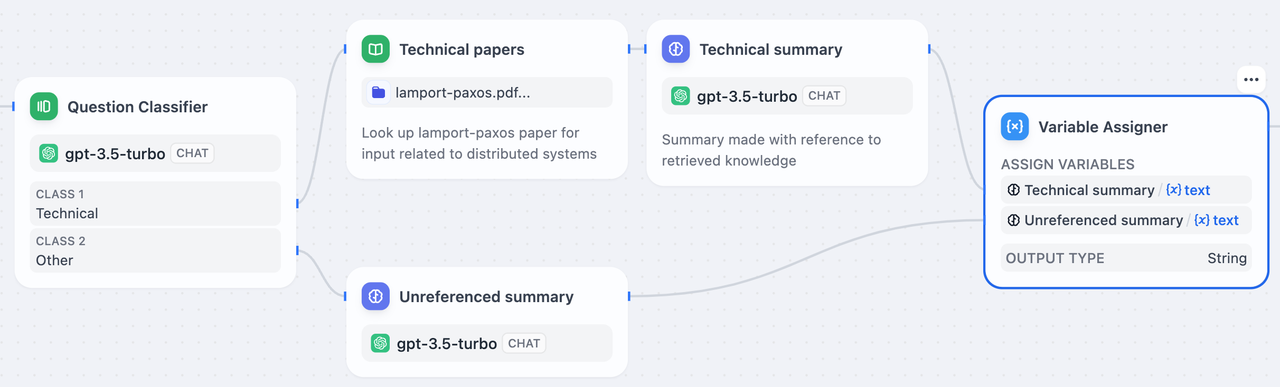 Question Classifier
gpt-3.5-turbo CHAT
CLASS 1
Technical
CLASS 2
Other
Technical papers
lamport-paxos.pdf...
Look up lamport-paxos paper for
input related to distributed systems
Technical summary
gpt-3.5-turbo CHAT
Summary made with reference to
retrieved knowledge
Unreferenced summary
gpt-3.5-turbo CHAT
Variable Assigner
ASSIGN VARIABLES
Technical summary / {x} text
Unreferenced summary / {x} text
OUTPUT TYPE String